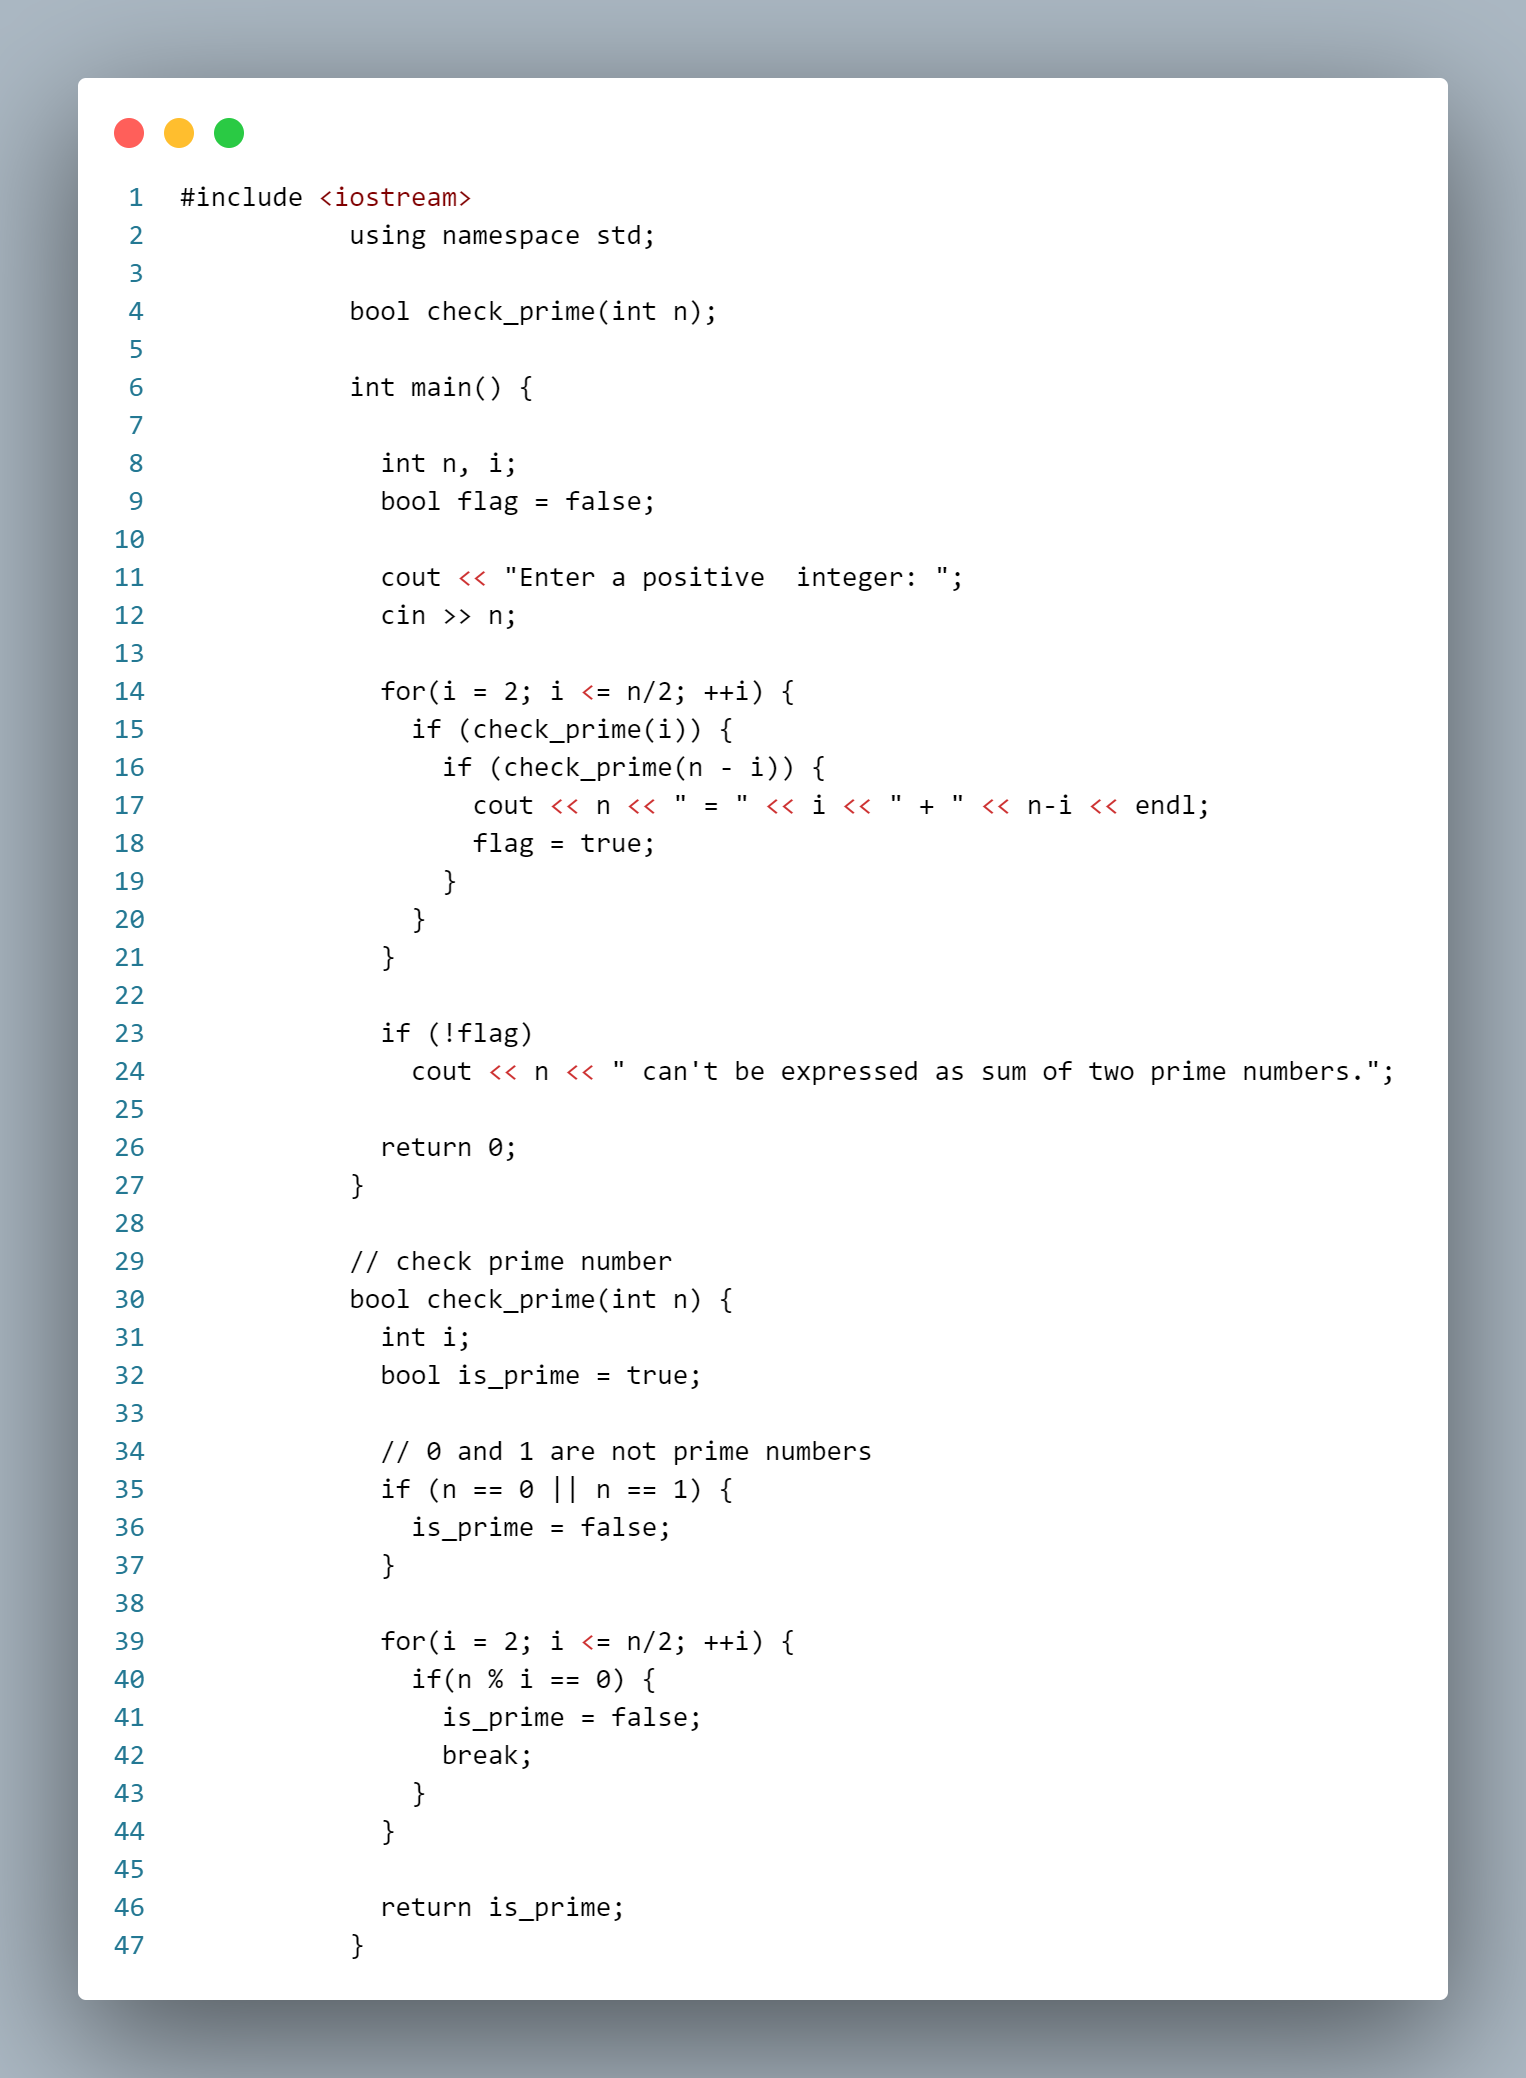 1 #include <iostream>
2 using namespace std;
3
4 bool check_prime(int n);
5
6 int main() {
7
8 int n, i;
9 bool flag = false;
10
11 cout << "Enter a positive  integer: ";
12 cin >> n;
13
14 for(i = 2; i <= n/2; ++i) {
15 if (check_prime(i)) {
16 if (check_prime(n - i)) {
17 cout << n << " = " << i << " + " << n-i << endl;
18 flag = true;
19 }
20 }
21 }
22
23 if (!flag)
24 cout << n << " can't be expressed as sum of two prime numbers.";
25
26 return 0;
27 }
28
29 // check prime number
30 bool check_prime(int n) {
31 int i;
32 bool is_prime = true;
33
34 // 0 and 1 are not prime numbers
35 if (n == 0 || n == 1) {
36 is_prime = false;
37 }
38
39 for(i = 2; i <= n/2; ++i) {
40 if(n % i == 0) {
41 is_prime = false;
42 break;
43 }
44 }
45
46 return is_prime;
47 }